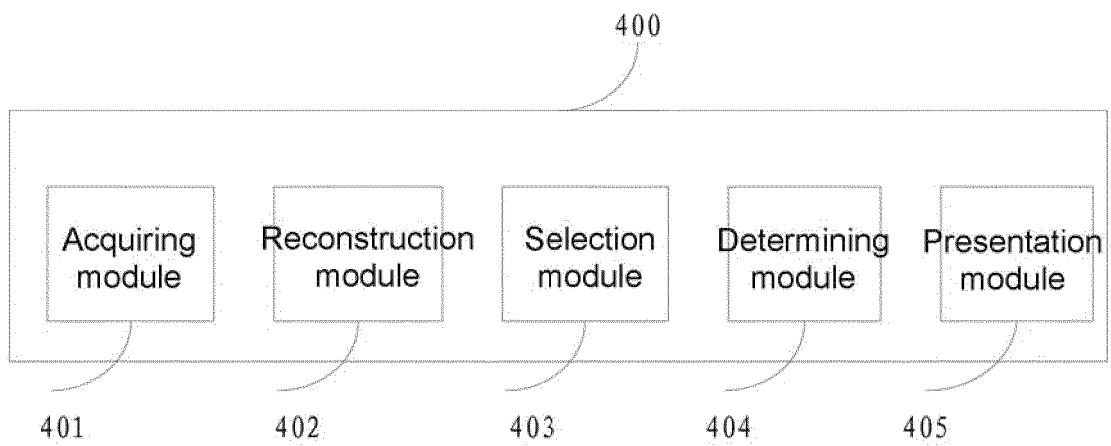 400
Acquiring
module
Reconstruction
module
Selection
module
Determining
module
Presentation
module
401
402
403
404
405